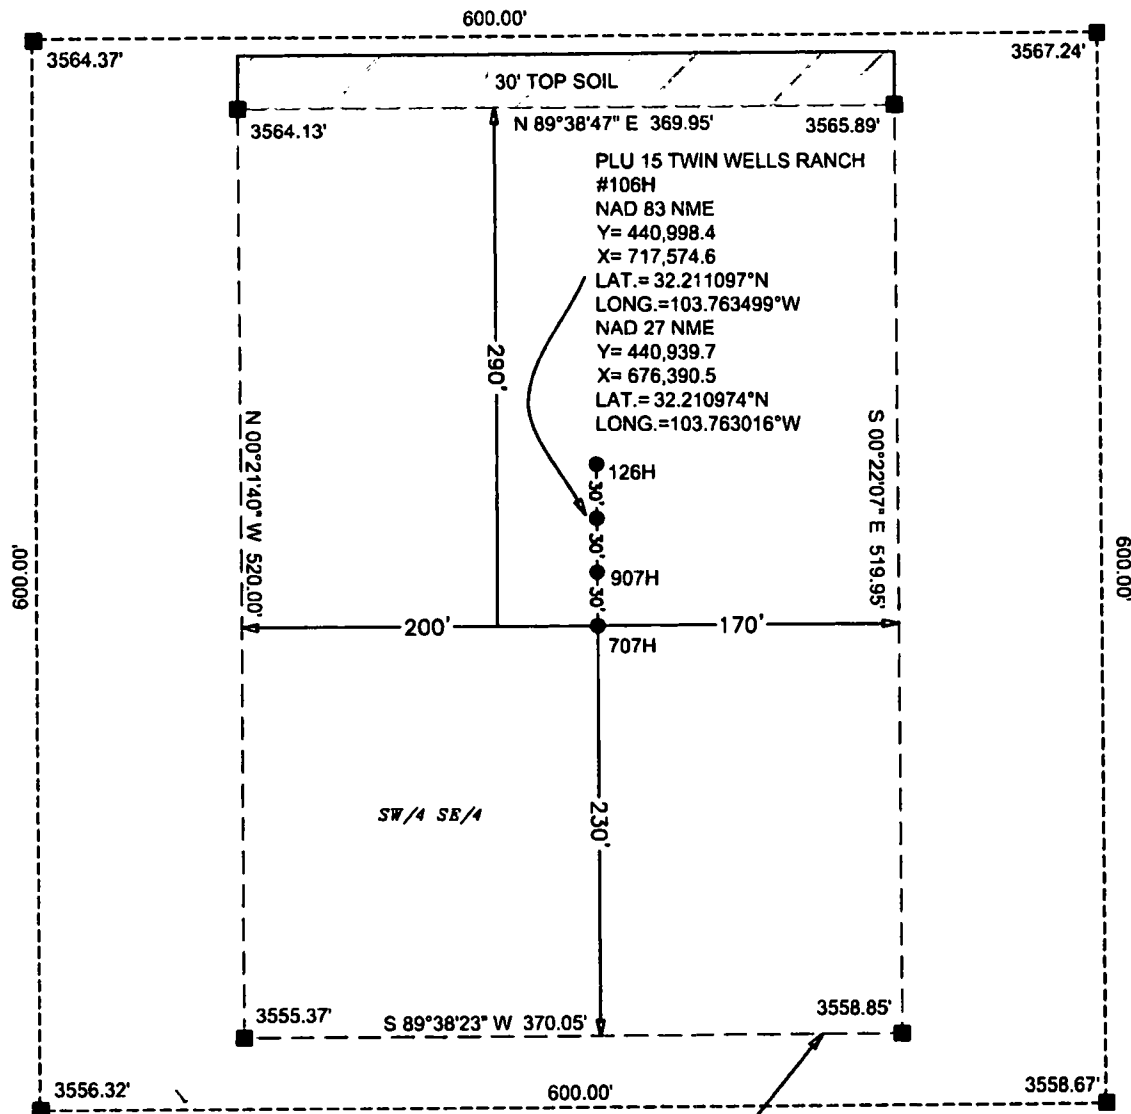 600.00'
3564.37'
3567.24'
30' TOP SOIL
3564.13'
N 89°38'47" E 369.95'
3565.89'
PLU 15 TWIN WELLS RANCH
#106H
NAD 83 NME
Y= 440,998.4
X= 717,574.6
LAT.= 32.211097°N
LONG.=103.763499°W
NAD 27 NME
Y= 440,939.7
X= 676,390.5
LAT.= 32.210974°N
LONG.=103.763016°W
290'
N 00°21'40" W 520.00'
S 00°22'07" E 519.95'
126H
30'
30'
907H
30'
600.00'
600.00'
200'
170'
707H
SW/4 SE/4
230'
3555.37'
S 89°38'23" W 370.05'
3558.85'
3556.32'
600.00'
3558.67'